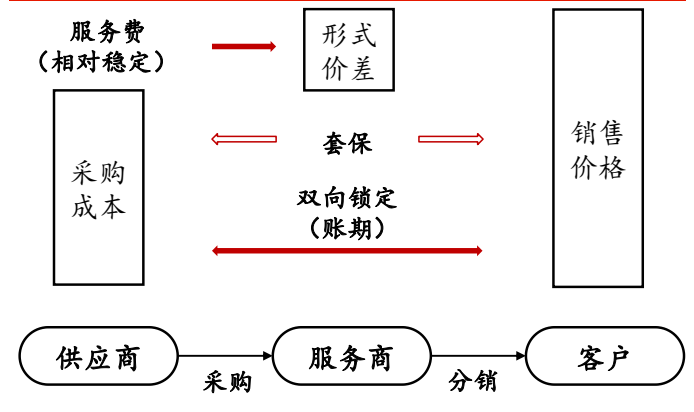 服务费
（相对稳定）
形式
价差
采购
成本
套保
双向锁定
（账期）
销售
价格
供应商
采购
服务商
分销
客户